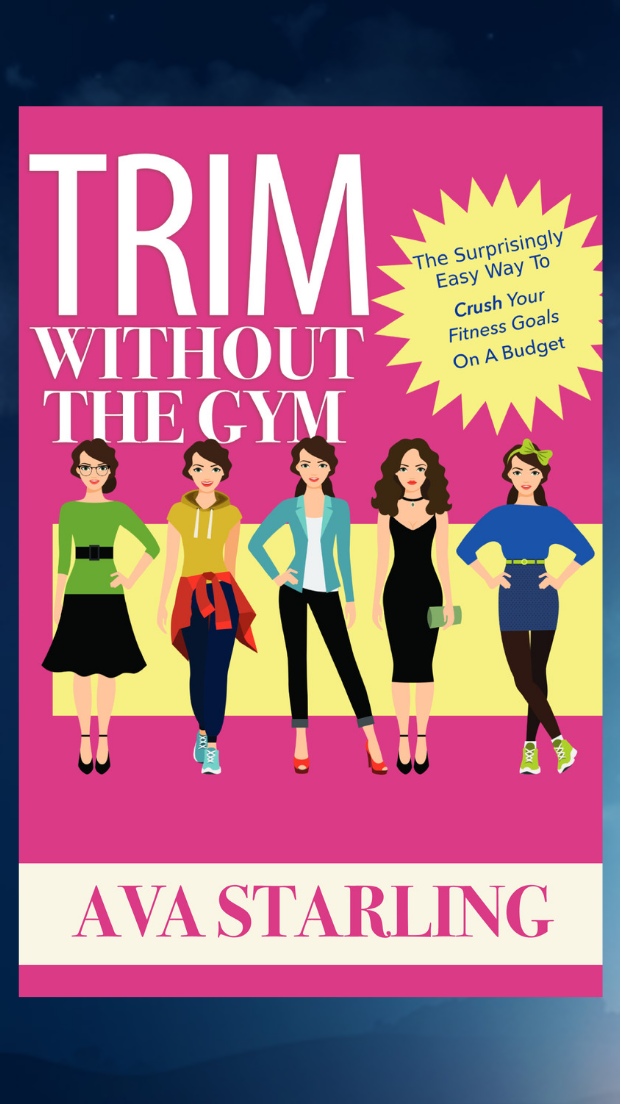 TRIM
WITHOUT
THE GYM
The Surprisingly
Easy Way To
Crush Your
Fitness Goals
On A Budget
AVA STARLING